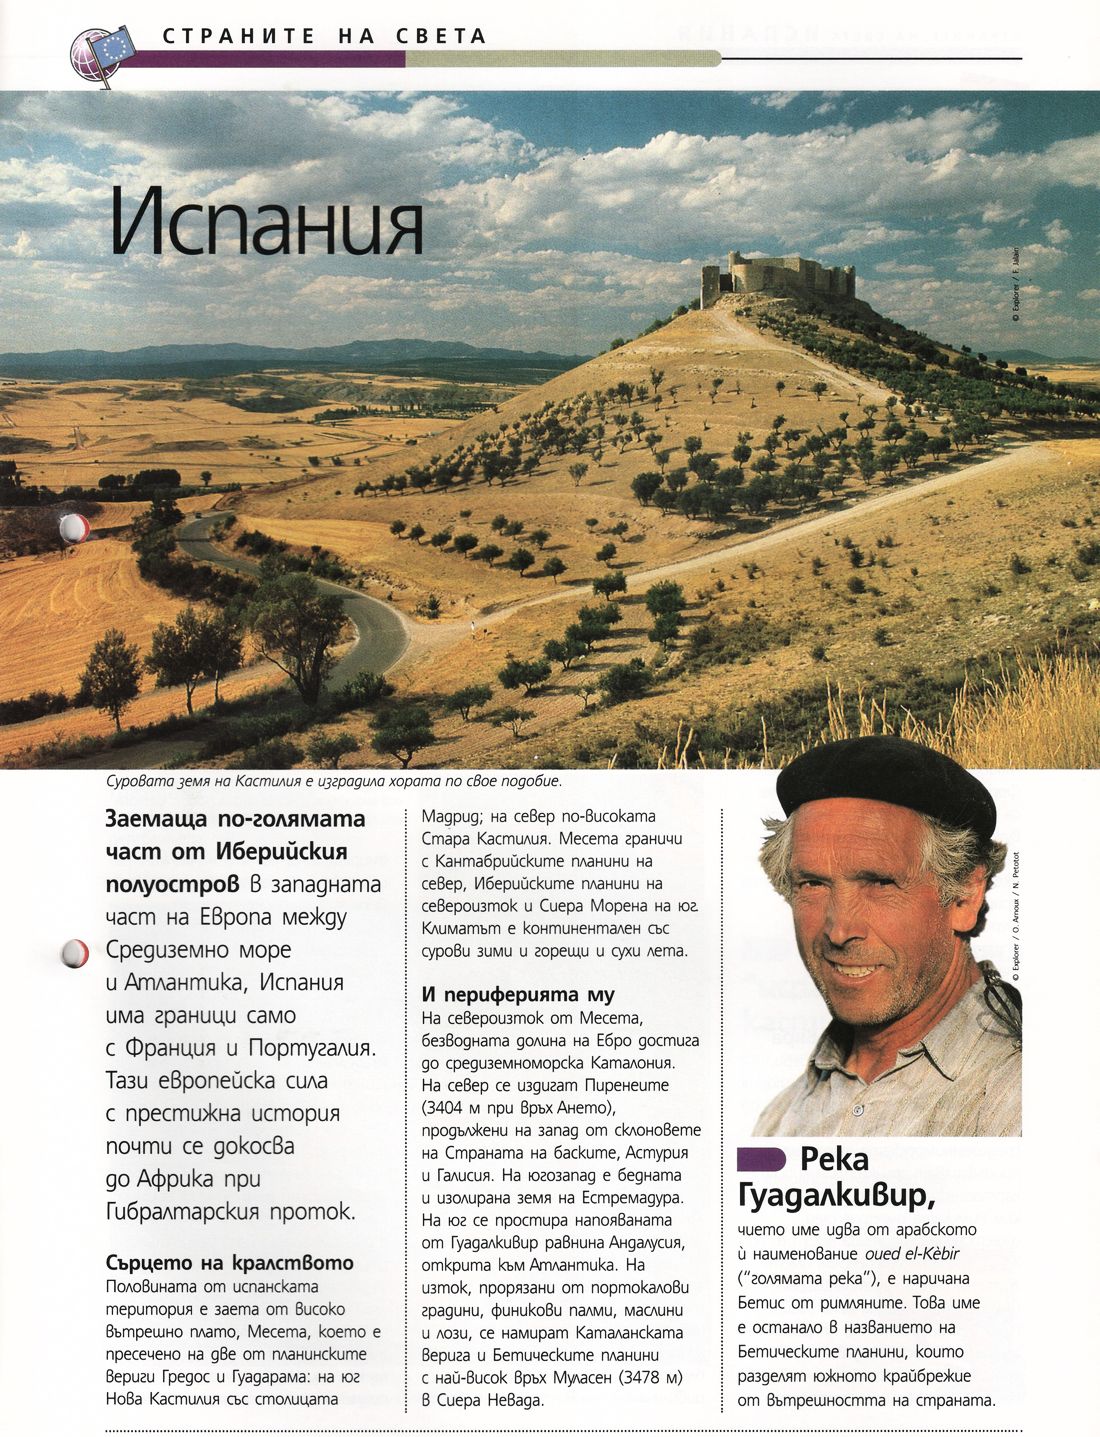 СТРАНИТЕ НА СВЕТА
Испания
© Explorer / F. Jalain
Суровата земя на Кастилия е изградила хората по свое подобие.
Заемаща по-голямата
част от Иберийския
полуостров в западната
част на Европа между
Средиземно море
и Атлантика, Испания
има граници само
с Франция и Португалия.
Тази европейска сила
с престижна история
почти се докосва
до Африка при
Гибралтарския проток.
Сърцето на кралството
Половината от испанската
територия е заета от високо
вътрешно плато, Месета, което е
пресечено на две от планинските
вериги Гредос и Гуадарама: на юг
Нова Кастилия със столицата
Мадрид; на север по-високата
Стара Кастилия. Месета граничи
с Кантабрийските планини на
север, Иберийските планини на
североизток и Сиера Морена на юг.
Климатът е континентален със
сурови зими и горещи и сухи лета.
И периферията му
На североизток от Месета,
безводната долина на Ебро достига
до средиземноморска Каталония.
На север се издигат Пиренеите
(3404 м при връх Ането),
продължени на запад от склоновете
на Страната на баските, Астурия
и Галисия. На югозапад е бедната
и изолирана земя на Естремадура.
На юг се простира напояваната
от Гуадалкивир равнина Андалусия,
открита към Атлантика. На
изток, прорязани от портокалови
градини, финикови палми, маслини
и лози, се намират Каталанската
верига и Бетическите планини
с най-висок връх Муласен (3478 м)
в Сиера Невада.
© Explorer / O. Arnoux / N. Petotot
Река
Гуадалкивир,
чието име идва от арабското
ѝ наименование oued el-Kèbir
("голямата река"), е наричана
Бетис от римляните. Това име
е останало в названието на
Бетическите планини, които
разделят южното крайбрежие
от вътрешността на страната.